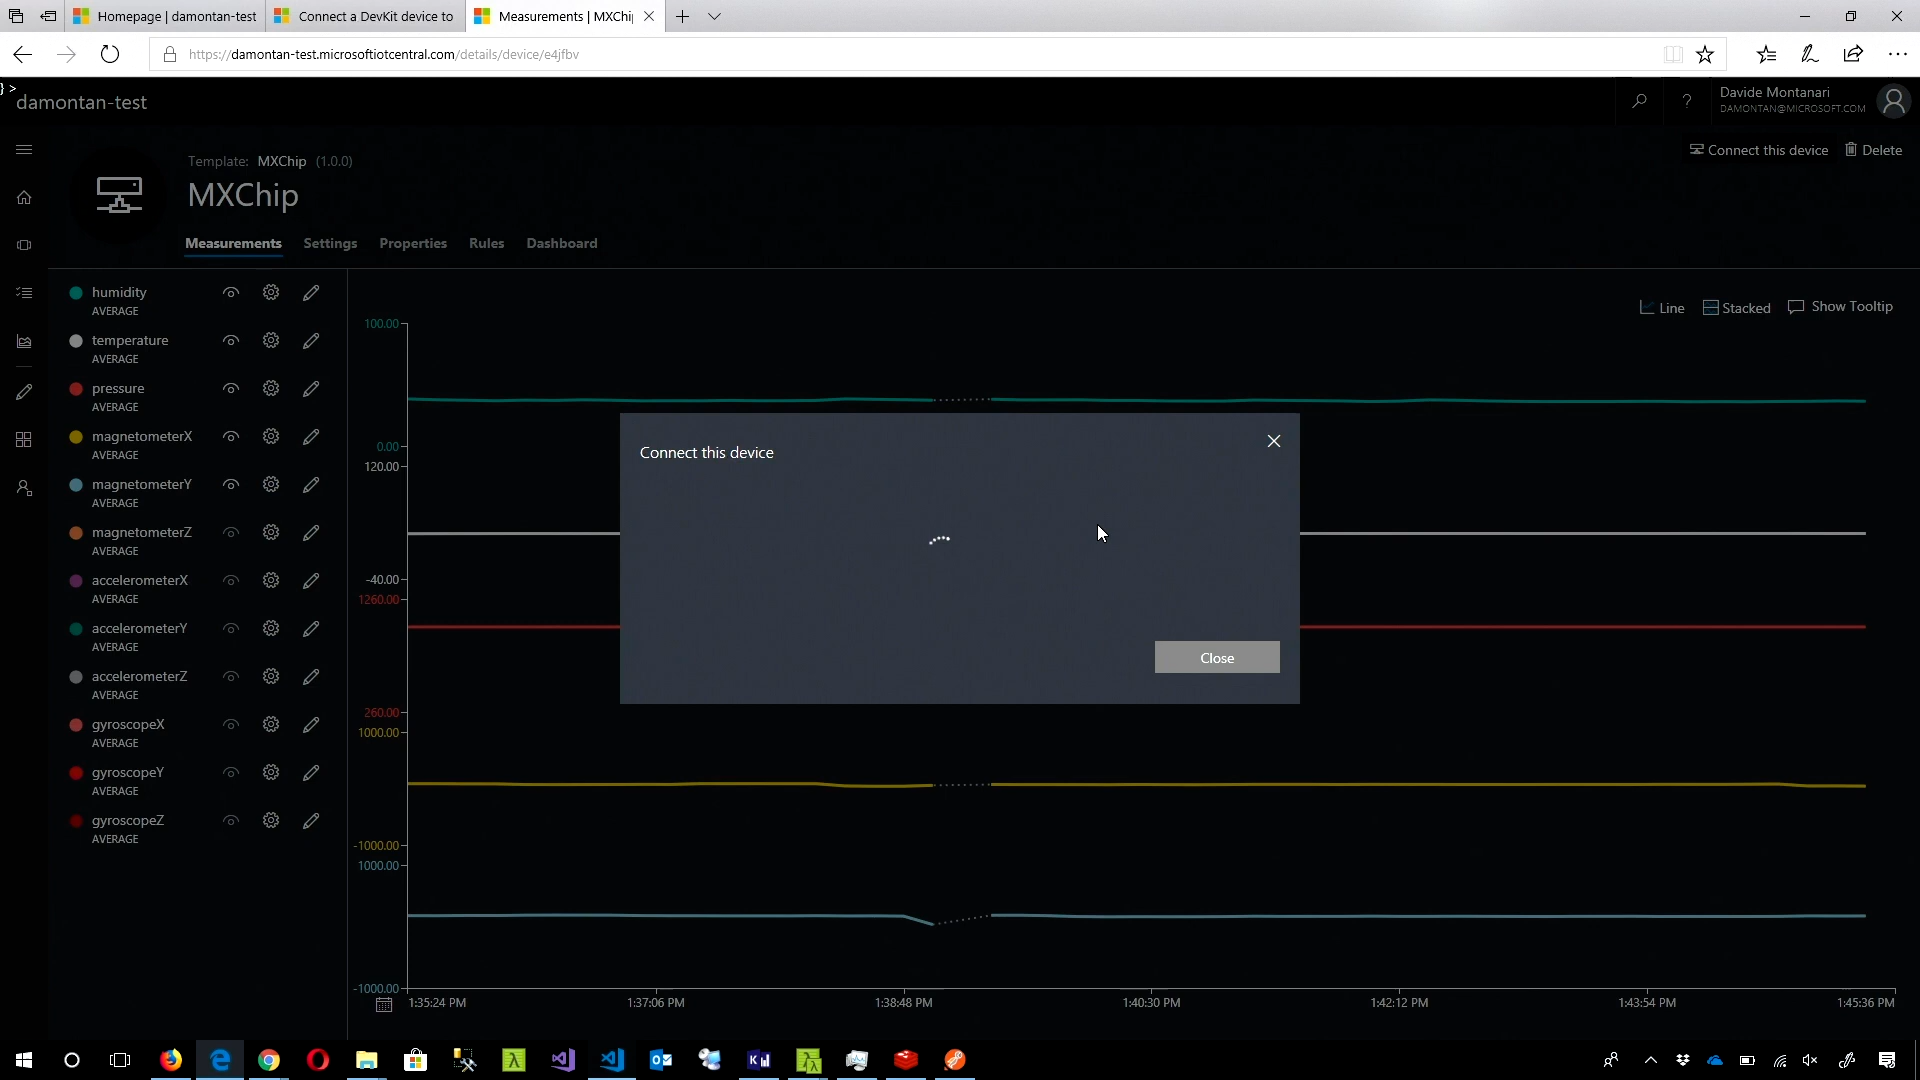 Homepage | damontan-test
Connect a DevKit device to
Measurements | MXChip
https://damontan-test.microsoftiotcentral.com/details/device/e4jfbv
} >
damontan-test
?
Davide Montanari
DAMONTAN@MICROSOFT.COM
Template: MXChip (1.0.0)
MXChip
Connect this device
Delete
Measurements
Settings
Properties
Rules
Dashboard
humidity
AVERAGE
temperature
AVERAGE
pressure
AVERAGE
magnetometerX
AVERAGE
magnetometerY
AVERAGE
magnetometerZ
AVERAGE
accelerometerX
AVERAGE
accelerometerY
AVERAGE
accelerometerZ
AVERAGE
gyroscopeX
AVERAGE
gyroscopeY
AVERAGE
gyroscopeZ
AVERAGE
Line
Stacked
Show Tooltip
100.00
0.00
120.00
-40.00
1260.00
260.00
1000.00
-1000.00
1000.00
-1000.00
Connect this device
Close
1:35:24 PM
1:37:06 PM
1:38:48 PM
1:40:30 PM
1:42:12 PM
1:43:54 PM
1:45:36 PM